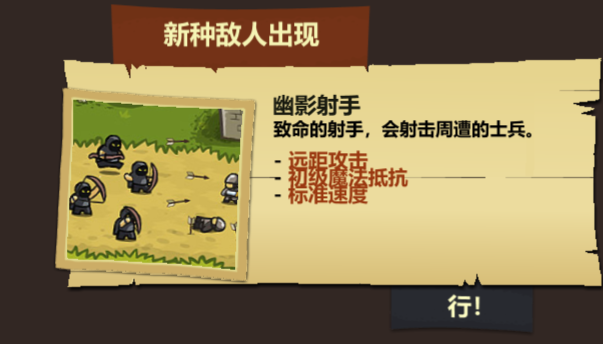 新种敌人出现
幽影射手
致命的射手，会射击周遭的士兵。
- 远距攻击
- 初级魔法抵抗
- 标准速度
行！